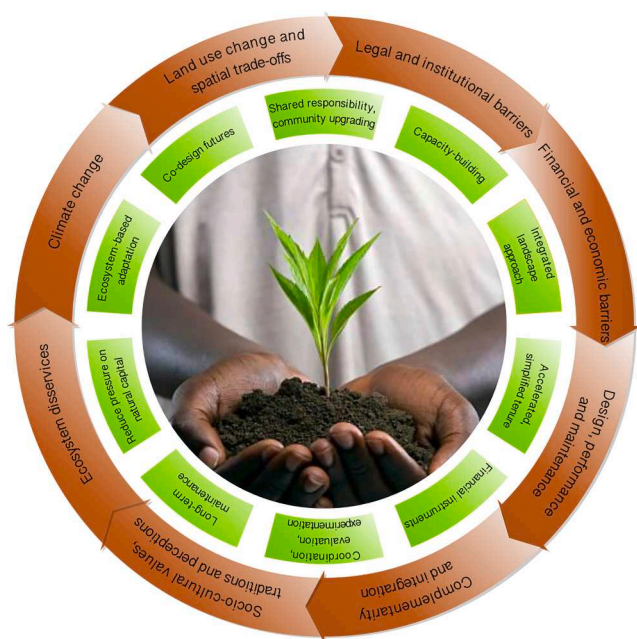 Land use change and
spatial trade-offs
Legal and institutional barriers
Financial and economic barriers
Design, performance
and maintenance
Complementarity
and integration
Socio-cultural values,
traditions and perceptions
Ecosystem disservices
Climate change
Shared responsibility,
community upgrading
Capacity-building
Integrated
landscape
approach
Accelerated,
simplified tenure
Financial instruments
Coordination,
evaluation,
experimentation
Long-term
maintenance
Reduce pressure on
natural capital
Ecosystem-based
adaptation
Co-design futures